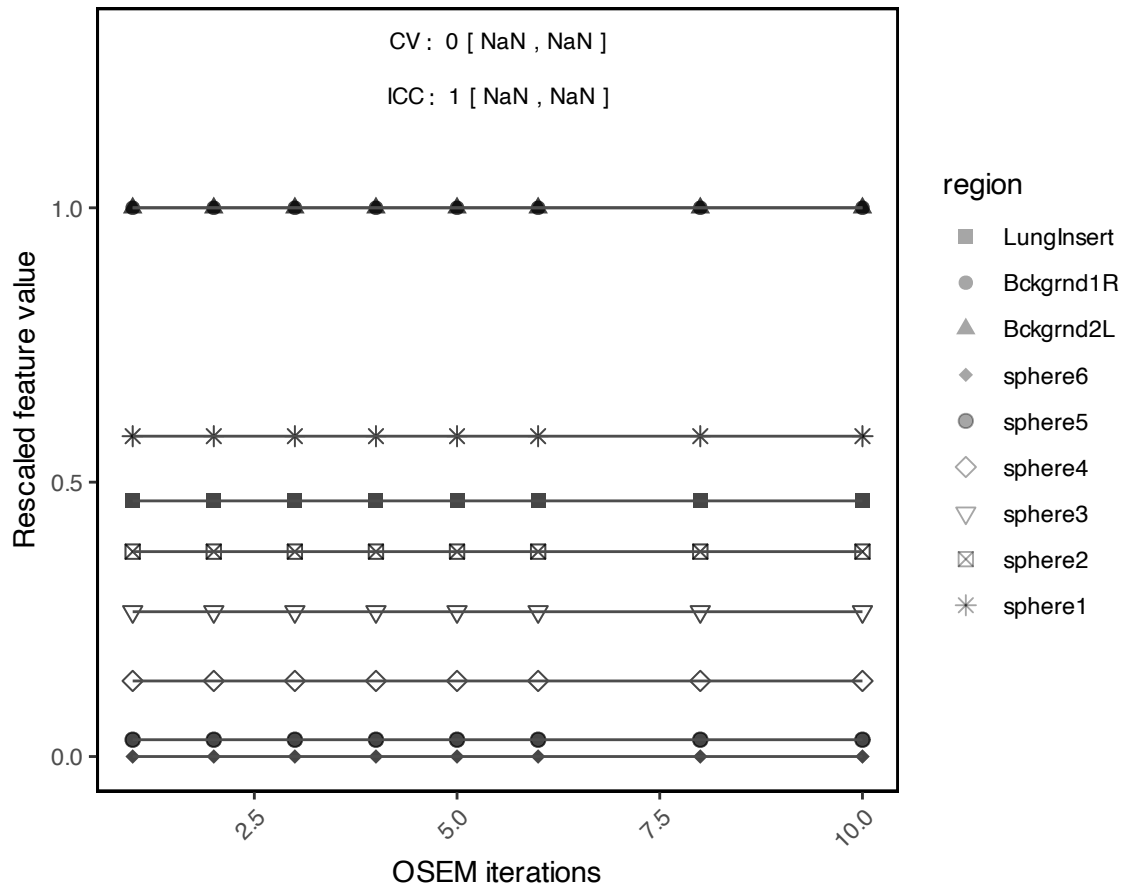 CV : 0 [ NaN , NaN ]
ICC : 1 [ NaN , NaN ]
Rescaled feature value
1.0
0.5
0.0
2.5
5.0
7.5
10.0
OSEM iterations
region
LungInsert
Bckgrnd1R
Bckgrnd2L
sphere6
sphere5
sphere4
sphere3
sphere2
sphere1